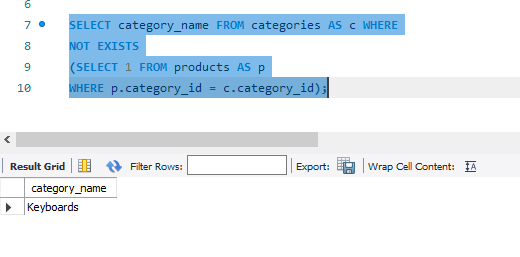 6
7 SELECT category_name FROM categories AS c WHERE
8 NOT EXISTS
9 (SELECT 1 FROM products AS p
10 WHERE p.category_id = c.category_id);
Result Grid Filter Rows: Export: Wrap Cell Content:
category_name
Keyboards